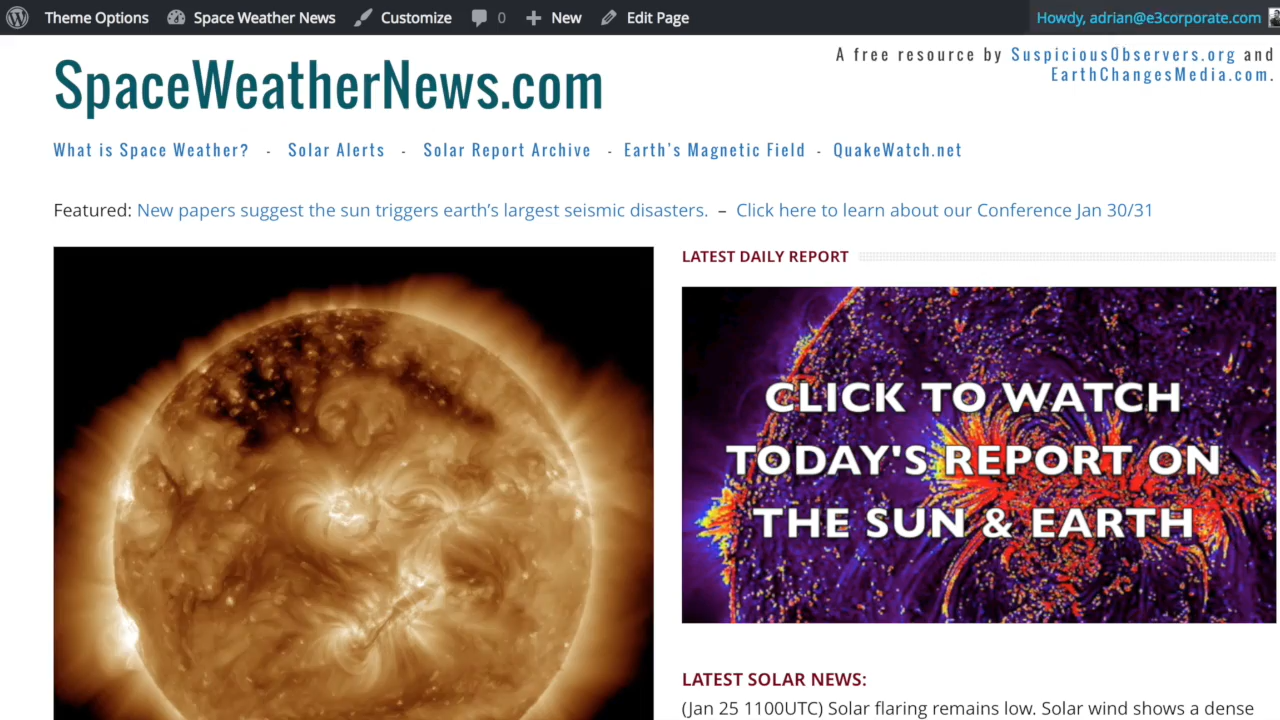 Theme Options Space Weather News Customize 0 New Edit Page Howdy, adrian@e3corporate.com
A free resource by SuspiciousObservers.org and
EarthChangesMedia.com.
SpaceWeatherNews.com
What is Space Weather? - Solar Alerts - Solar Report Archive - Earth's Magnetic Field - QuakeWatch.net
Featured: New papers suggest the sun triggers earth's largest seismic disasters. – Click here to learn about our Conference Jan 30/31
LATEST DAILY REPORT
CLICK TO WATCH
TODAY'S REPORT ON
THE SUN & EARTH
LATEST SOLAR NEWS:
(Jan 25 1100UTC) Solar flaring remains low. Solar wind shows a dense